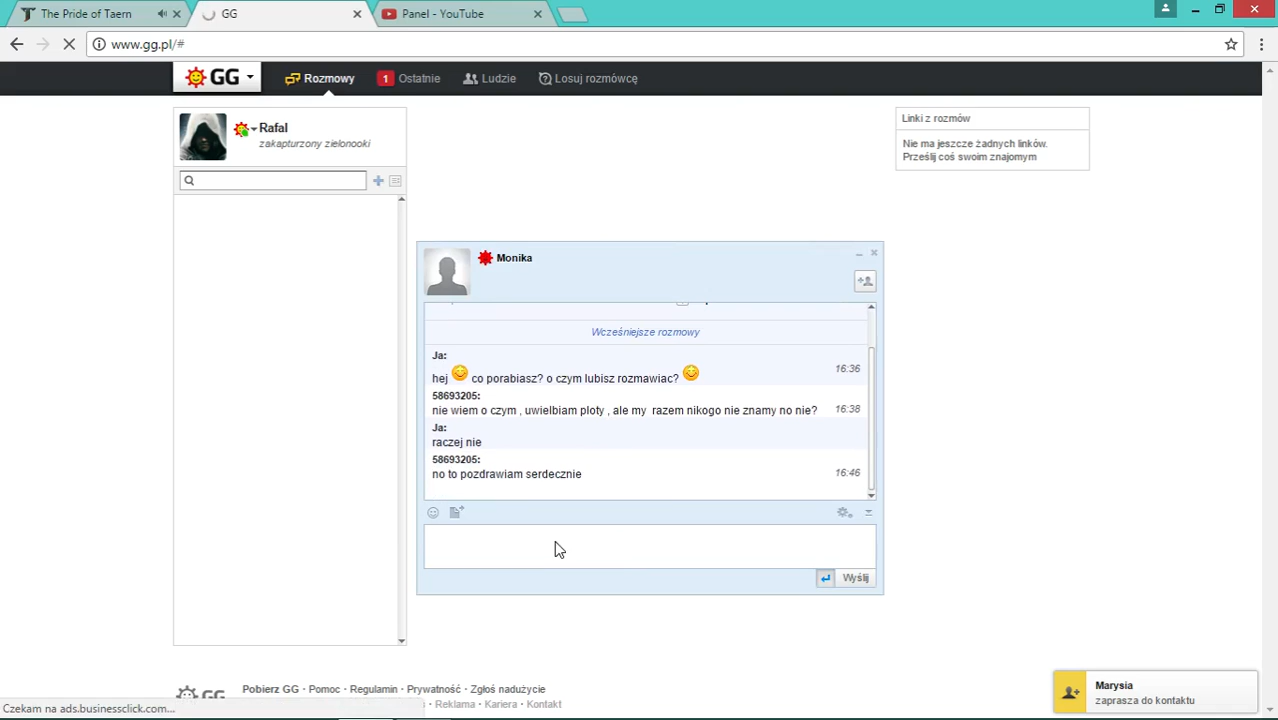 The Pride of Taern
GG
Panel - YouTube
www.gg.pl/#
GG
Rozmowy
1 Ostatnie
Ludzie
Losuj rozmówcę
Rafal
zakapturzony zielonooki
Linki z rozmów
Nie ma jeszcze żadnych linków.
Prześlij coś swoim znajomym
Monika
Wcześniejsze rozmowy
Ja:
hej co porabiasz? o czym lubisz rozmawiac? 16:36
58693205:
nie wiem o czym , uwielbiam ploty , ale my razem nikogo nie znamy no nie? 16:38
Ja:
raczej nie
58693205:
no to pozdrawiam serdecznie 16:46
Wyślij
GG
Pobierz GG · Pomoc · Regulamin · Prywatność · Zgłoś nadużycie
· Reklama · Kariera · Kontakt
Czekam na ads.businessclick.com...
Marysia
zaprasza do kontaktu